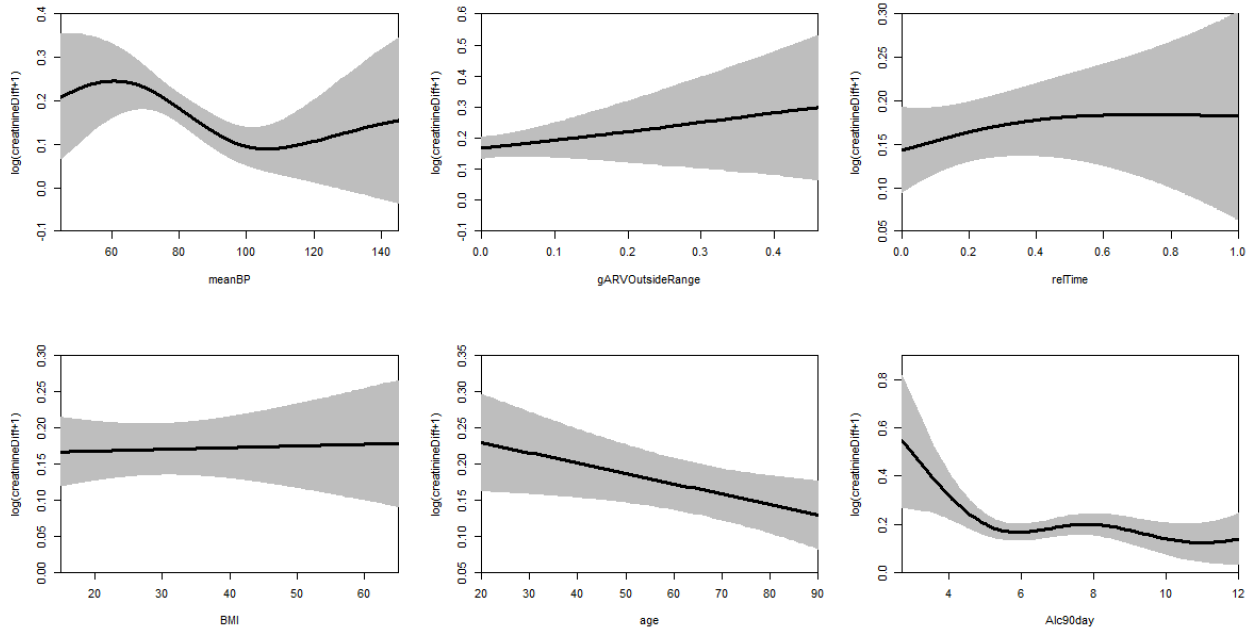 log(creatinineDiff+1)
-0.1 0.0 0.1 0.2 0.3 0.4
60 80 100 120 140
meanBP
log(creatinineDiff+1)
-0.1 0.0 0.1 0.2 0.3 0.4 0.5 0.6
0.0 0.1 0.2 0.3 0.4
gARVOutsideRange
log(creatinineDiff+1)
0.05 0.10 0.15 0.20 0.25 0.30
0.0 0.2 0.4 0.6 0.8 1.0
relTime
log(creatinineDiff+1)
0.00 0.05 0.10 0.15 0.20 0.25 0.30
20 30 40 50 60
BMI
log(creatinineDiff+1)
0.05 0.10 0.15 0.20 0.25 0.30 0.35
20 30 40 50 60 70 80 90
age
log(creatinineDiff+1)
0.0 0.2 0.4 0.6 0.8
4 6 8 10 12
Alc90day